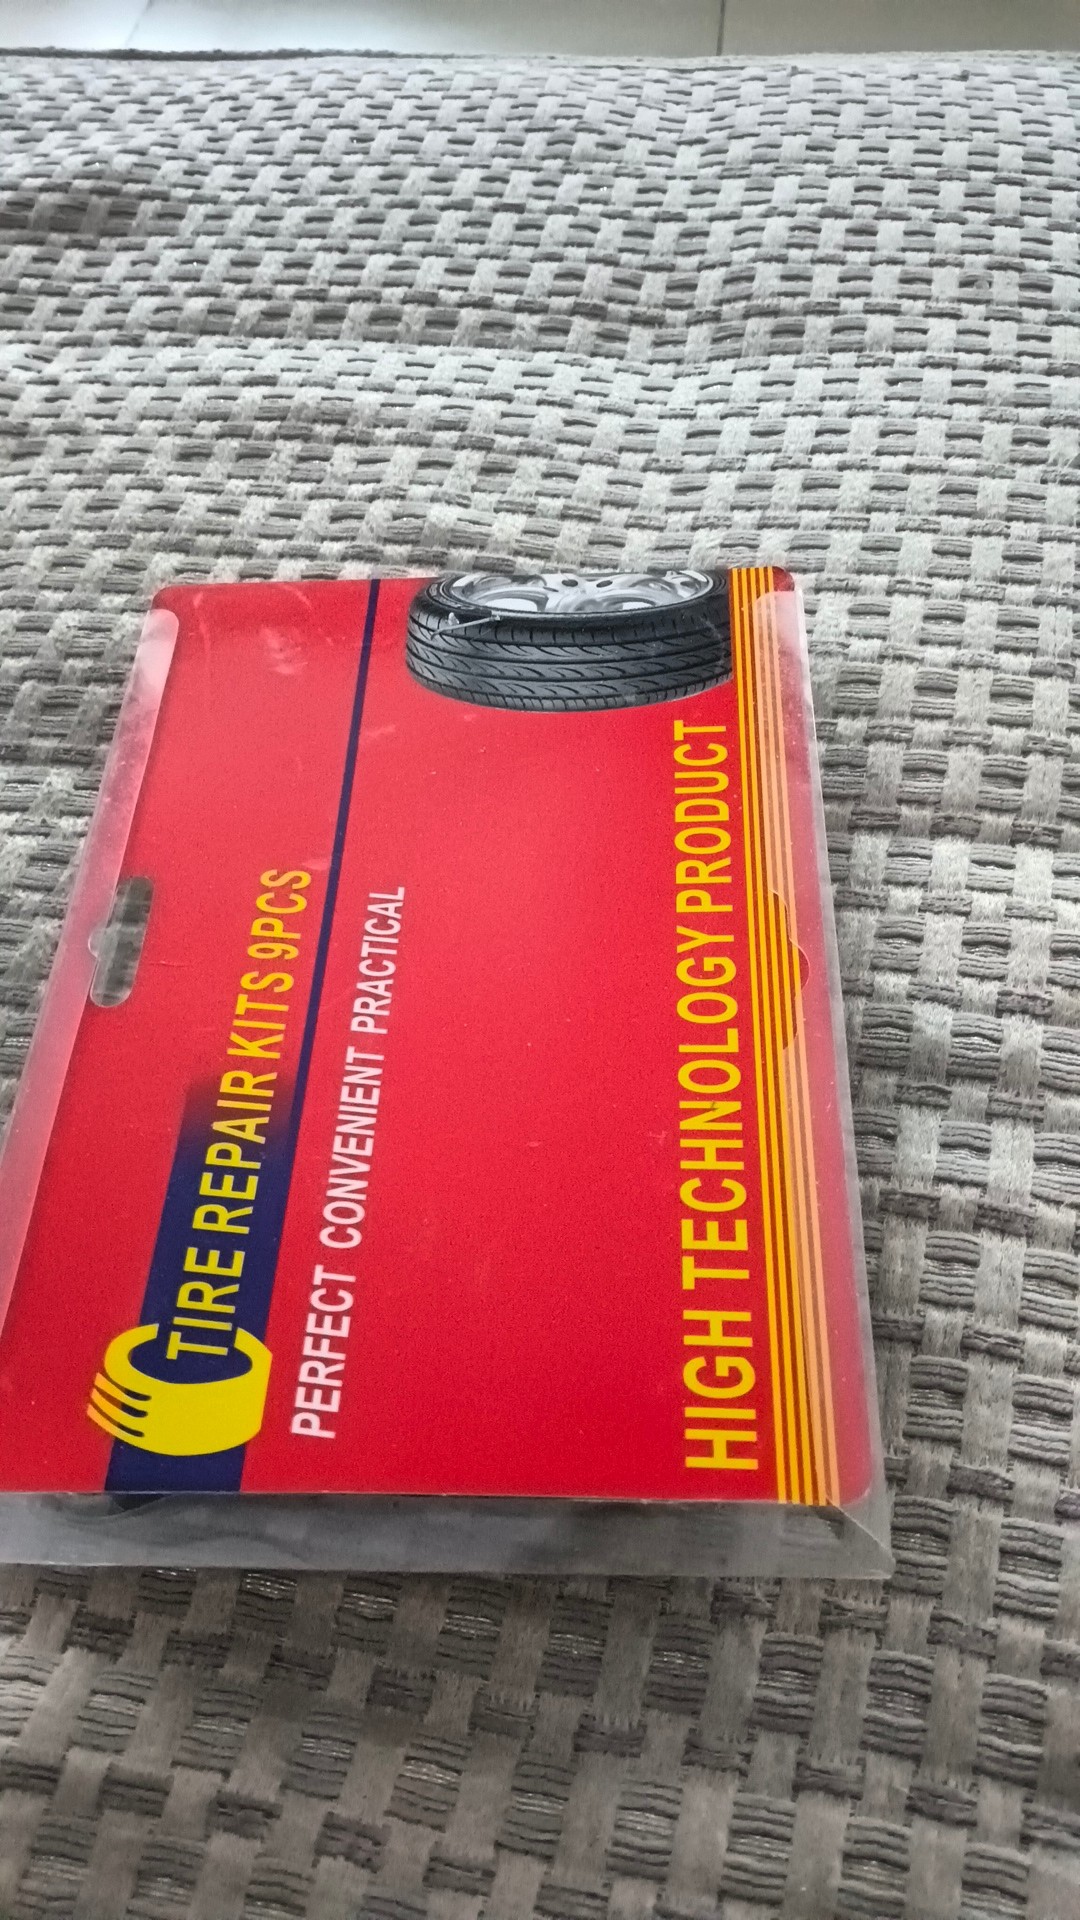 TIRE REPAIR KITS 9PCS
PERFECT CONVENIENT PRACTICAL
HIGH TECHNOLOGY PRODUCT